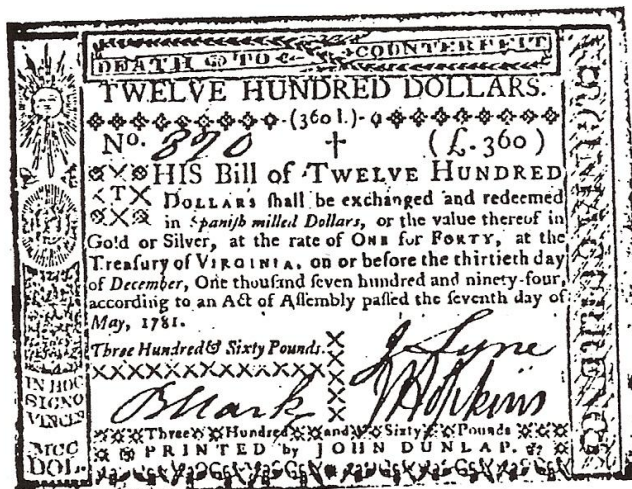 DEATH TO COUNTERFEIT
TWELVE HUNDRED DOLLARS.
(360 l.)
No. 390 (£. 360)
THIS Bill of TWELVE HUNDRED
DOLLARS ſhall be exchanged and redeemed
in Spaniſh milled Dollars, or the value thereof in
Gold or Silver, at the rate of ONE for FORTY, at the
Treaſury of VIRGINIA, on or before the thirtieth day
of December, One thouſand ſeven hundred and ninety-four,
according to an Act of Aſſembly paſſed the ſeventh day of
May, 1781.
Three Hundred & Sixty Pounds.
J Lyne
B Stark
J Hopkins
Three Hundred and Sixty Pounds
PRINTED by JOHN DUNLAP.
IN HOC
SIGNO
VINCES
MCC
DOL.